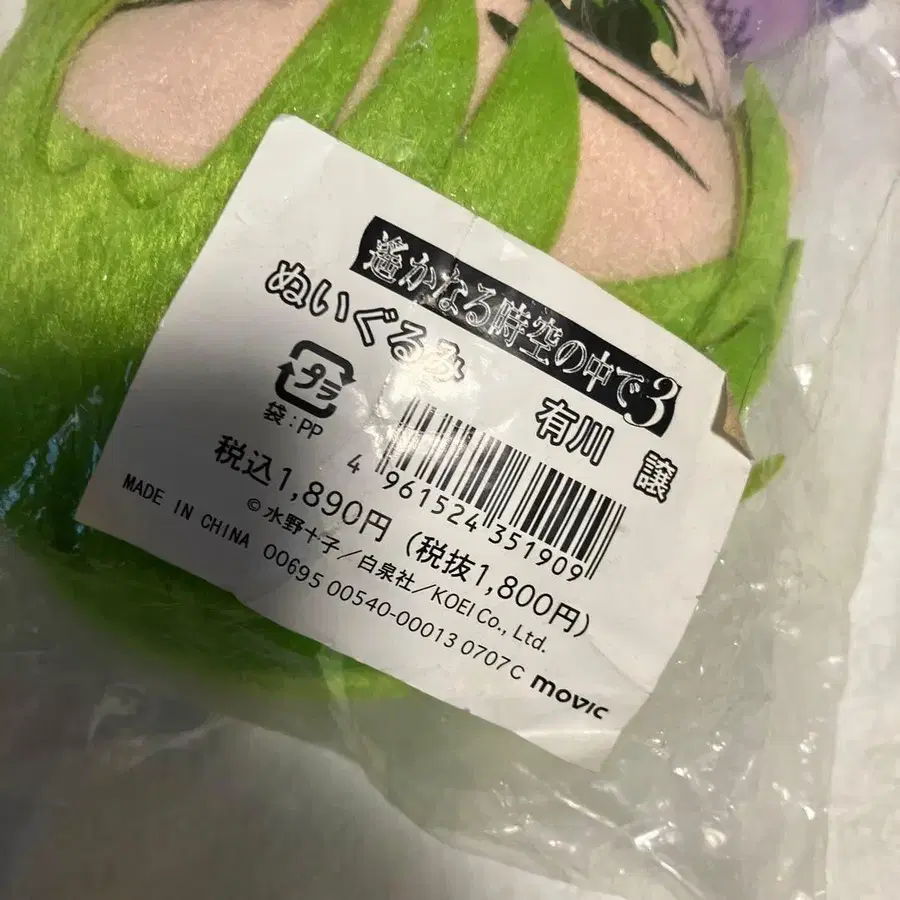 遙かなる時空の中で3
ぬいぐるみ
有川 譲
プラ
袋:PP
4 961524 351909
税込1,890円(税抜1,800円)
©水野十子/白泉社/KOEI Co., Ltd.
MADE IN CHINA 00695 00540-00013 0707C movic